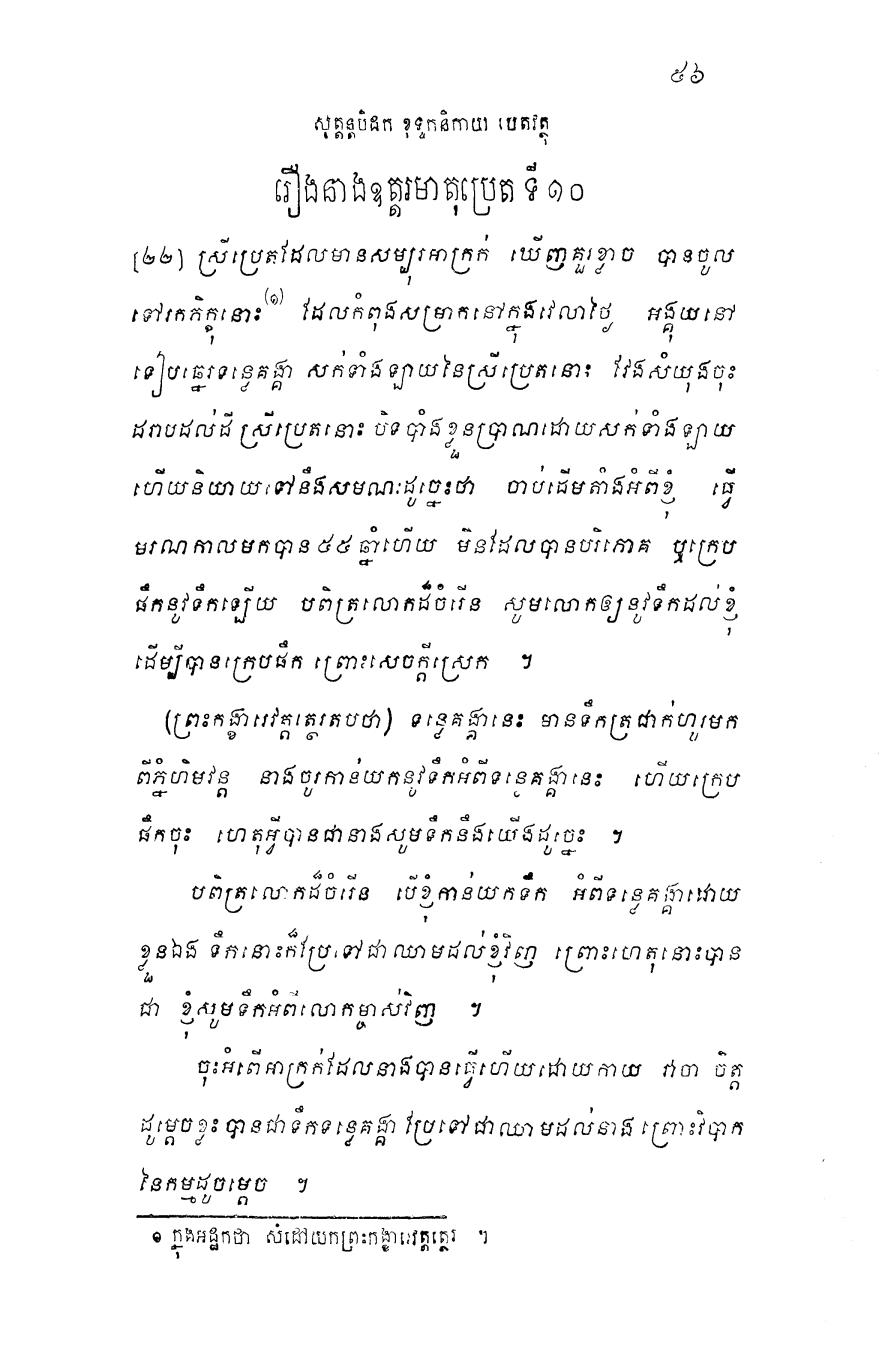 ៥៦
សុត្តន្តបិដក ខុទ្ទកនិកាយ បេតវត្ថុ
រឿងនាងឧត្តរមាតុប្រេត ទី ១០
[២២] ស្រីប្រេតដែលមានសម្បុរអាក្រក់ ឃើញគួរខ្លាច បានចូល
ទៅរកភិក្ខុនោះ(១) ដែលកំពុងសម្រាកនៅក្នុងវេលាថ្ងៃ អង្គុយនៅ
ទៀបឆ្នេរទន្លេគង្គា សក់ទាំងឡាយនៃស្រីប្រេតនោះ វែងសំយុងចុះ
ដរាបដល់ដី ស្រីប្រេតនោះ បិទបាំងខ្លួនប្រាណដោយសក់ទាំងឡាយ
ហើយនិយាយទៅនឹងសមណៈដូច្នេះថា ចាប់ដើមតាំងអំពីខ្ញុំ ធ្វើ
មរណកាលមកបាន ៥៥ ឆ្នាំហើយ មិនដែលបានបរិភោគ ឬក្រេប
ផឹកនូវទឹកឡើយ បពិត្រលោកដ៏ចំរើន សូមលោកឲ្យនូវទឹកដល់ខ្ញុំ
ដើម្បីបានក្រេបផឹក ព្រោះសេចក្តីស្រេក ។
(ព្រះកង្ខារេវត្តត្ថេរតបថា) ទន្លេគង្គានេះ មានទឹកត្រជាក់ហូរមក
ពីភ្នំហិមវន្ត នាងចូរកាន់យកនូវទឹកអំពីទន្លេគង្គានេះ ហើយក្រេប
ផឹកចុះ ហេតុអ្វីបានជានាងសូមទឹកនឹងយើងដូច្នេះ ។
បពិត្រលោកដ៏ចំរើន បើខ្ញុំកាន់យកទឹក អំពីទន្លេគង្គាដោយ
ខ្លួនឯង ទឹកនោះក៏ប្រែទៅជាឈាមដល់ខ្ញុំវិញ ព្រោះហេតុនោះបាន
ជា ខ្ញុំសូមទឹកអំពីលោកម្ចាស់វិញ ។
ចុះអំពើអាក្រក់ដែលនាងបានធ្វើហើយដោយកាយ វាចា ចិត្ត
ដូម្តេចខ្លះ បានជាទឹកទន្លេគង្គា ប្រែទៅជាឈាមដល់នាង ព្រោះវិបាក
នៃកម្មដូចម្តេច ។
១ ក្នុងអដ្ឋកថា សំដៅយកព្រះកង្ខារេវត្តត្ថេរ ។